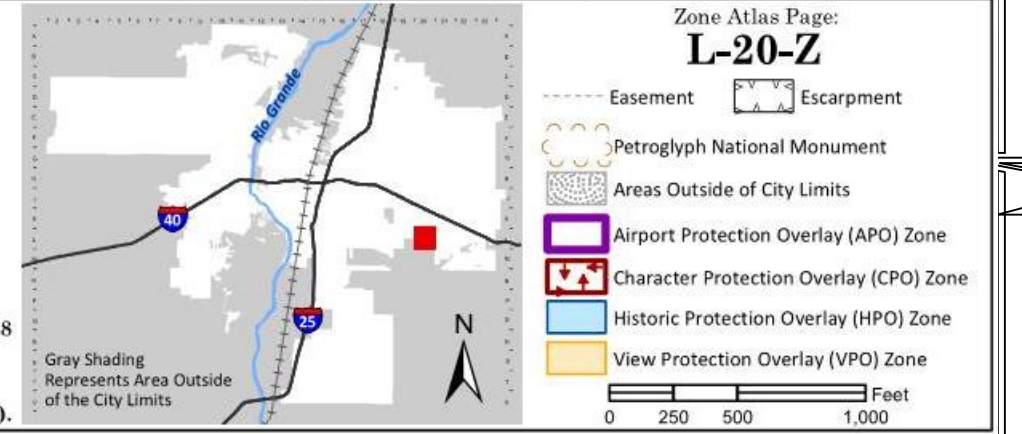 Zone Atlas Page:
L-20-Z
Easement
Escarpment
Petroglyph National Monument
Areas Outside of City Limits
Airport Protection Overlay (APO) Zone
Character Protection Overlay (CPO) Zone
Historic Protection Overlay (HPO) Zone
View Protection Overlay (VPO) Zone
Feet
0 250 500 1,000
Rio Grande
40
25
N
Gray Shading
Represents Area Outside
of the City Limits
8
).